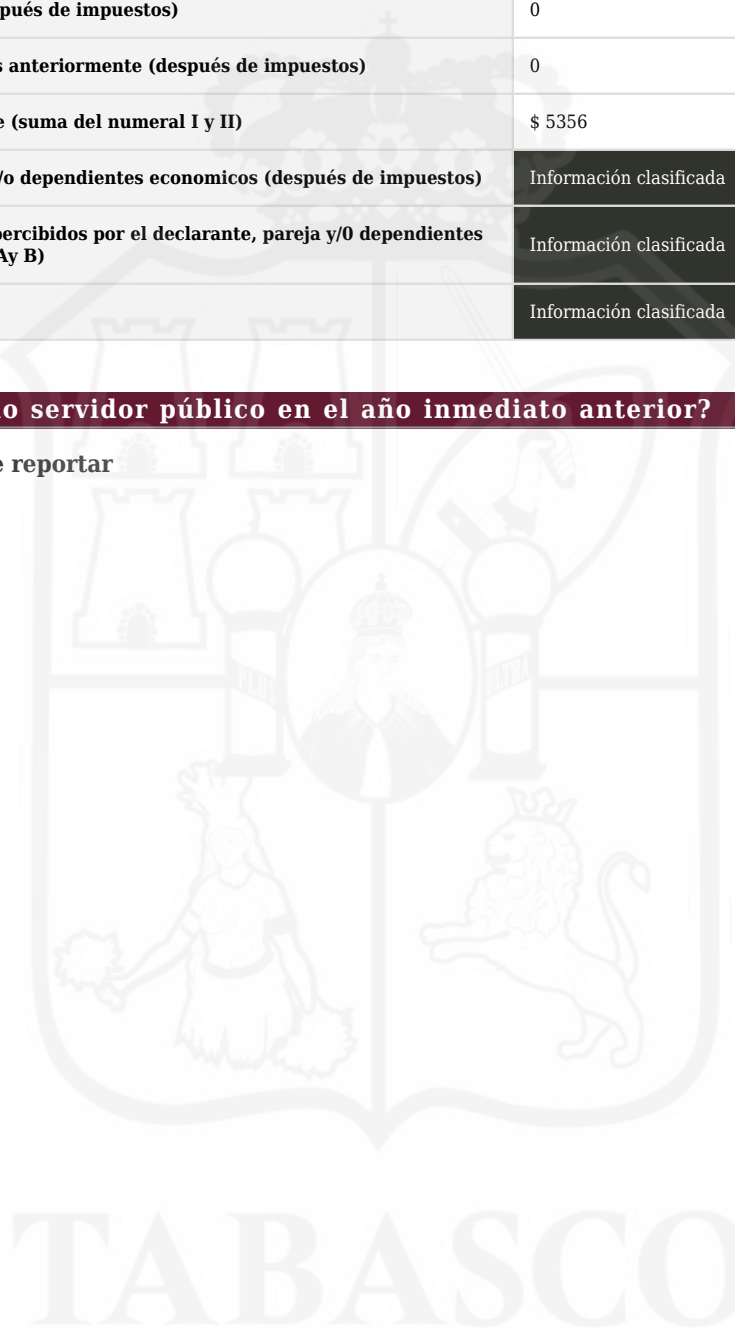 pués de impuestos)
0
s anteriormente (después de impuestos)
0
e (suma del numeral I y II)
$ 5356
/o dependientes economicos (después de impuestos)
Información clasificada
percibidos por el declarante, pareja y/0 dependientes
Ay B)
Información clasificada
Información clasificada
o servidor público en el año inmediato anterior?
e reportar
PLUS
ULTRA
TABASCO